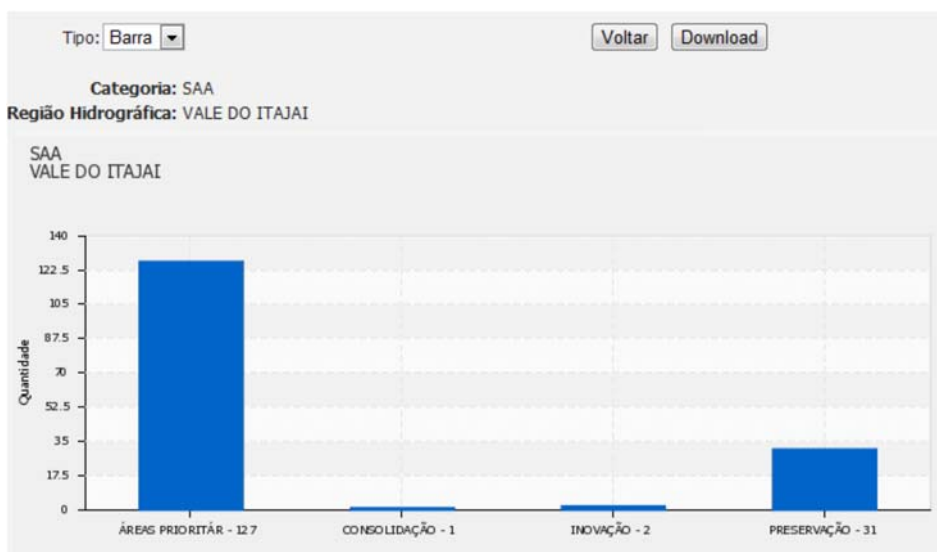 Tipo: Barra Voltar Download
Categoria: SAA
Região Hidrográfica: VALE DO ITAJAI
SAA
VALE DO ITAJAI
140
122.5
105
87.5
70
52.5
35
17.5
0
Quantidade
ÁREAS PRIORITÁR - 127 CONSOLIDAÇÃO - 1 INOVAÇÃO - 2 PRESERVAÇÃO - 31